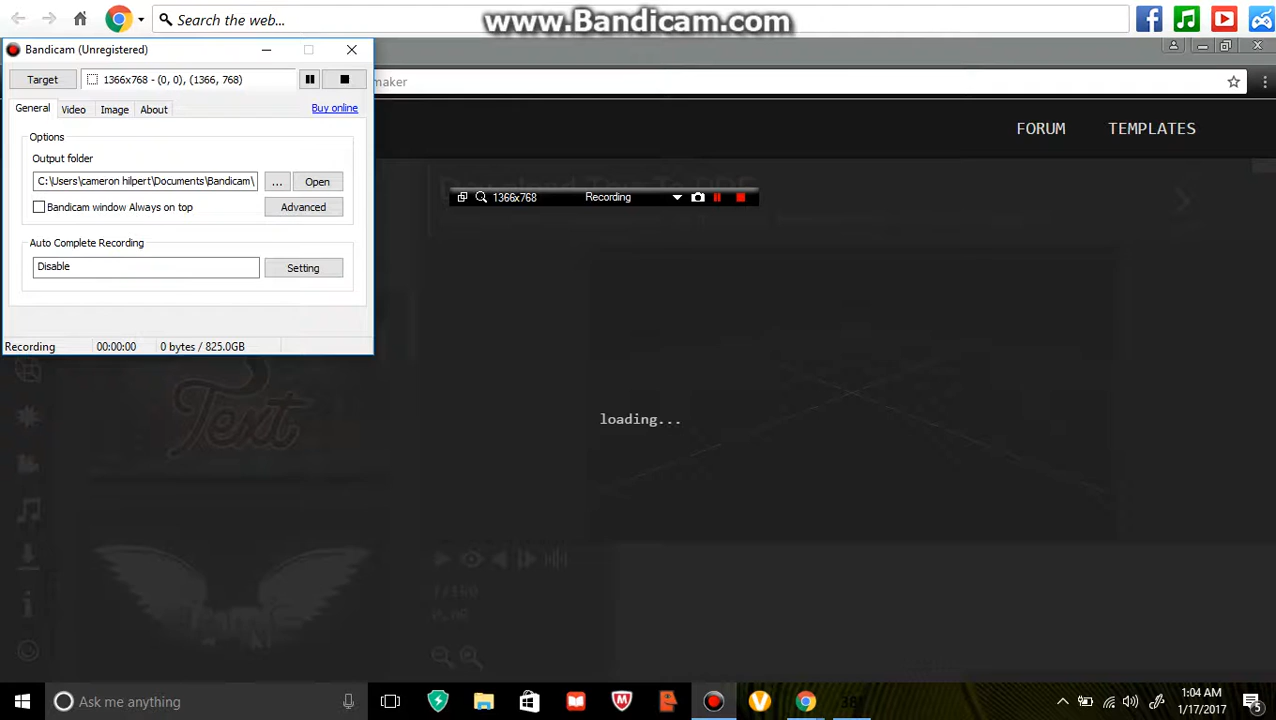 www.Bandicam.com
Search the web...
Bandicam (Unregistered)
Target
1366x768 - (0, 0), (1366, 768)
maker
General
Video
Image
About
Buy online
FORUM
TEMPLATES
Options
Output folder
C:\Users\cameron hilpert\Documents\Bandicam\
...
Open
1366x768
Recording
Bandicam window Always on top
Advanced
Auto Complete Recording
Disable
Setting
Recording
00:00:00
0 bytes / 825.0GB
Text
loading...
Ask me anything
1:04 AM
1/17/2017
5